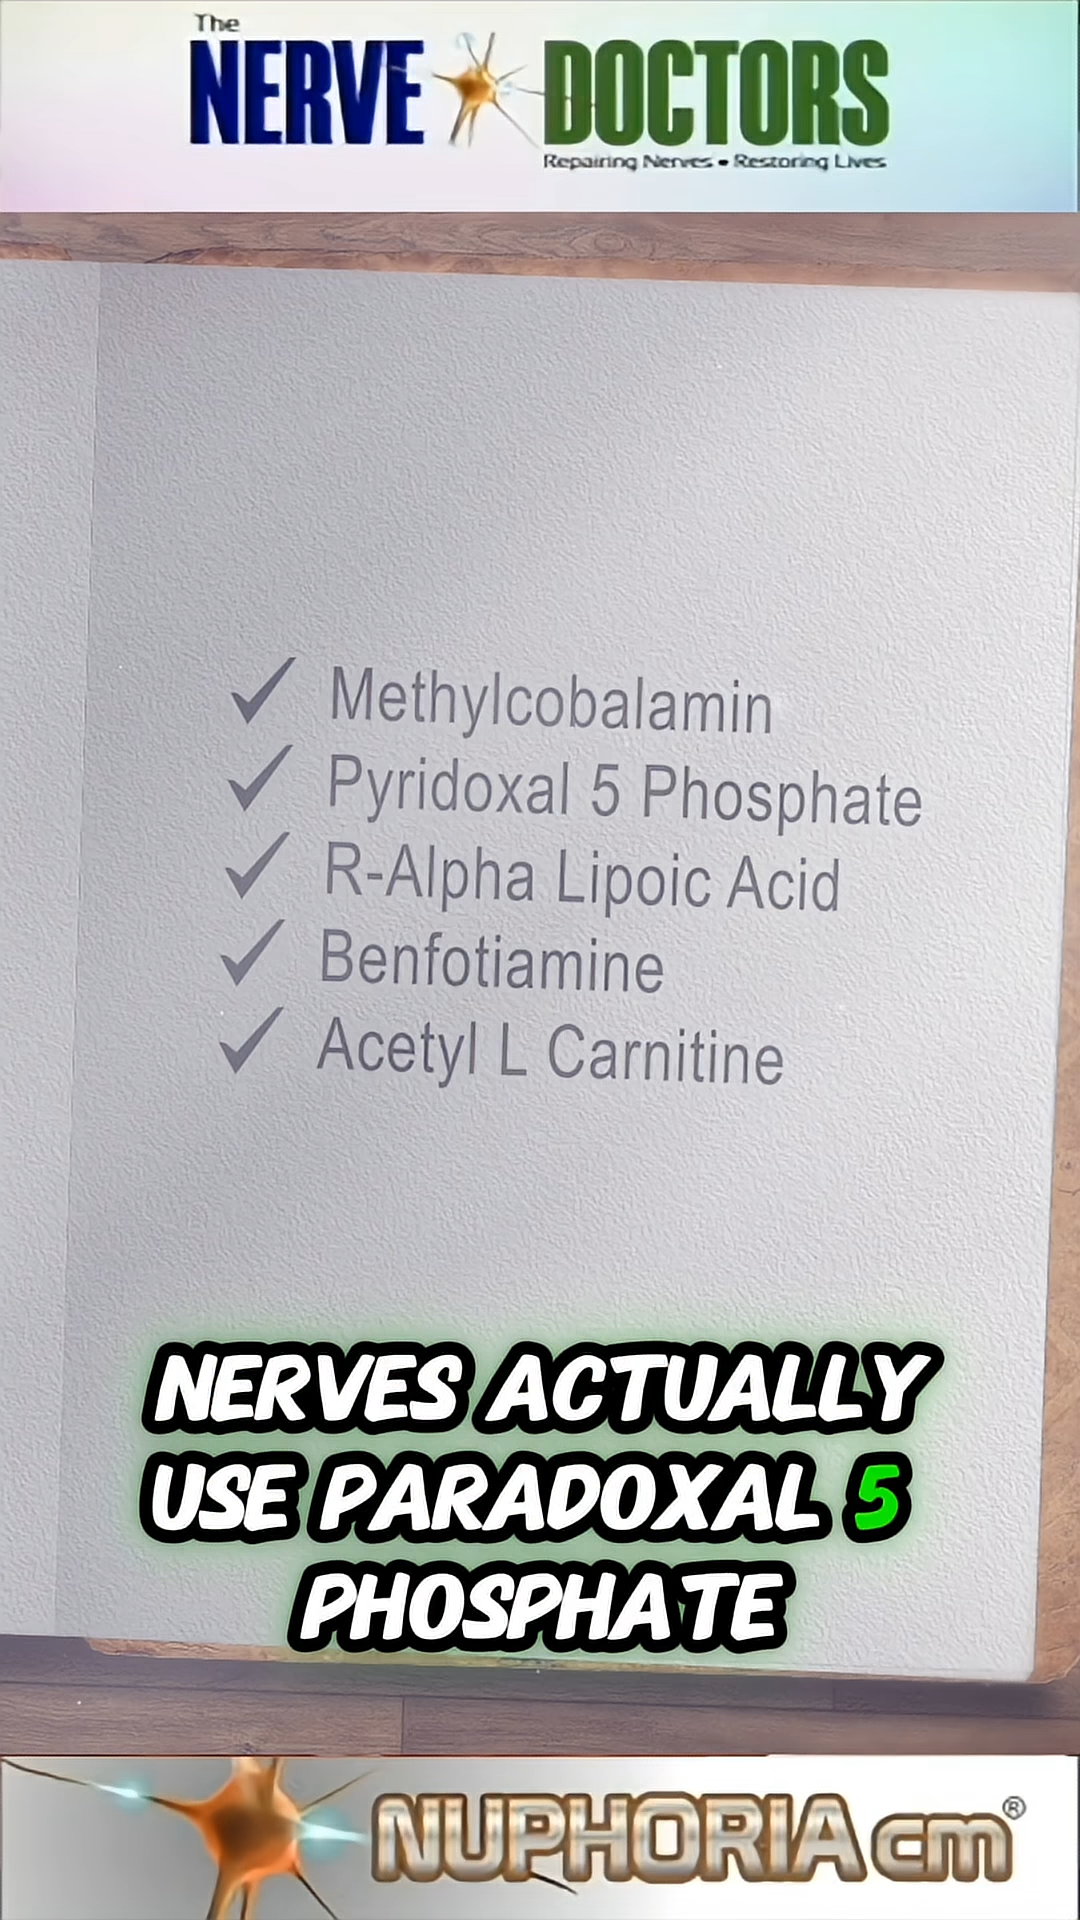 The
NERVE DOCTORS
Repairing Nerves • Restoring Lives
✓ Methylcobalamin
✓ Pyridoxal 5 Phosphate
✓ R-Alpha Lipoic Acid
✓ Benfotiamine
✓ Acetyl L Carnitine
NERVES ACTUALLY
USE PARADOXAL 5
PHOSPHATE
NUPHORIA cm®